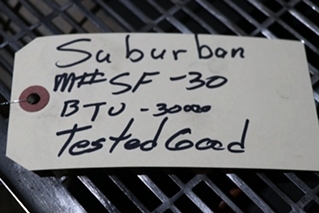 Suburban
M# SF-30
BTU-30000
Tested Good